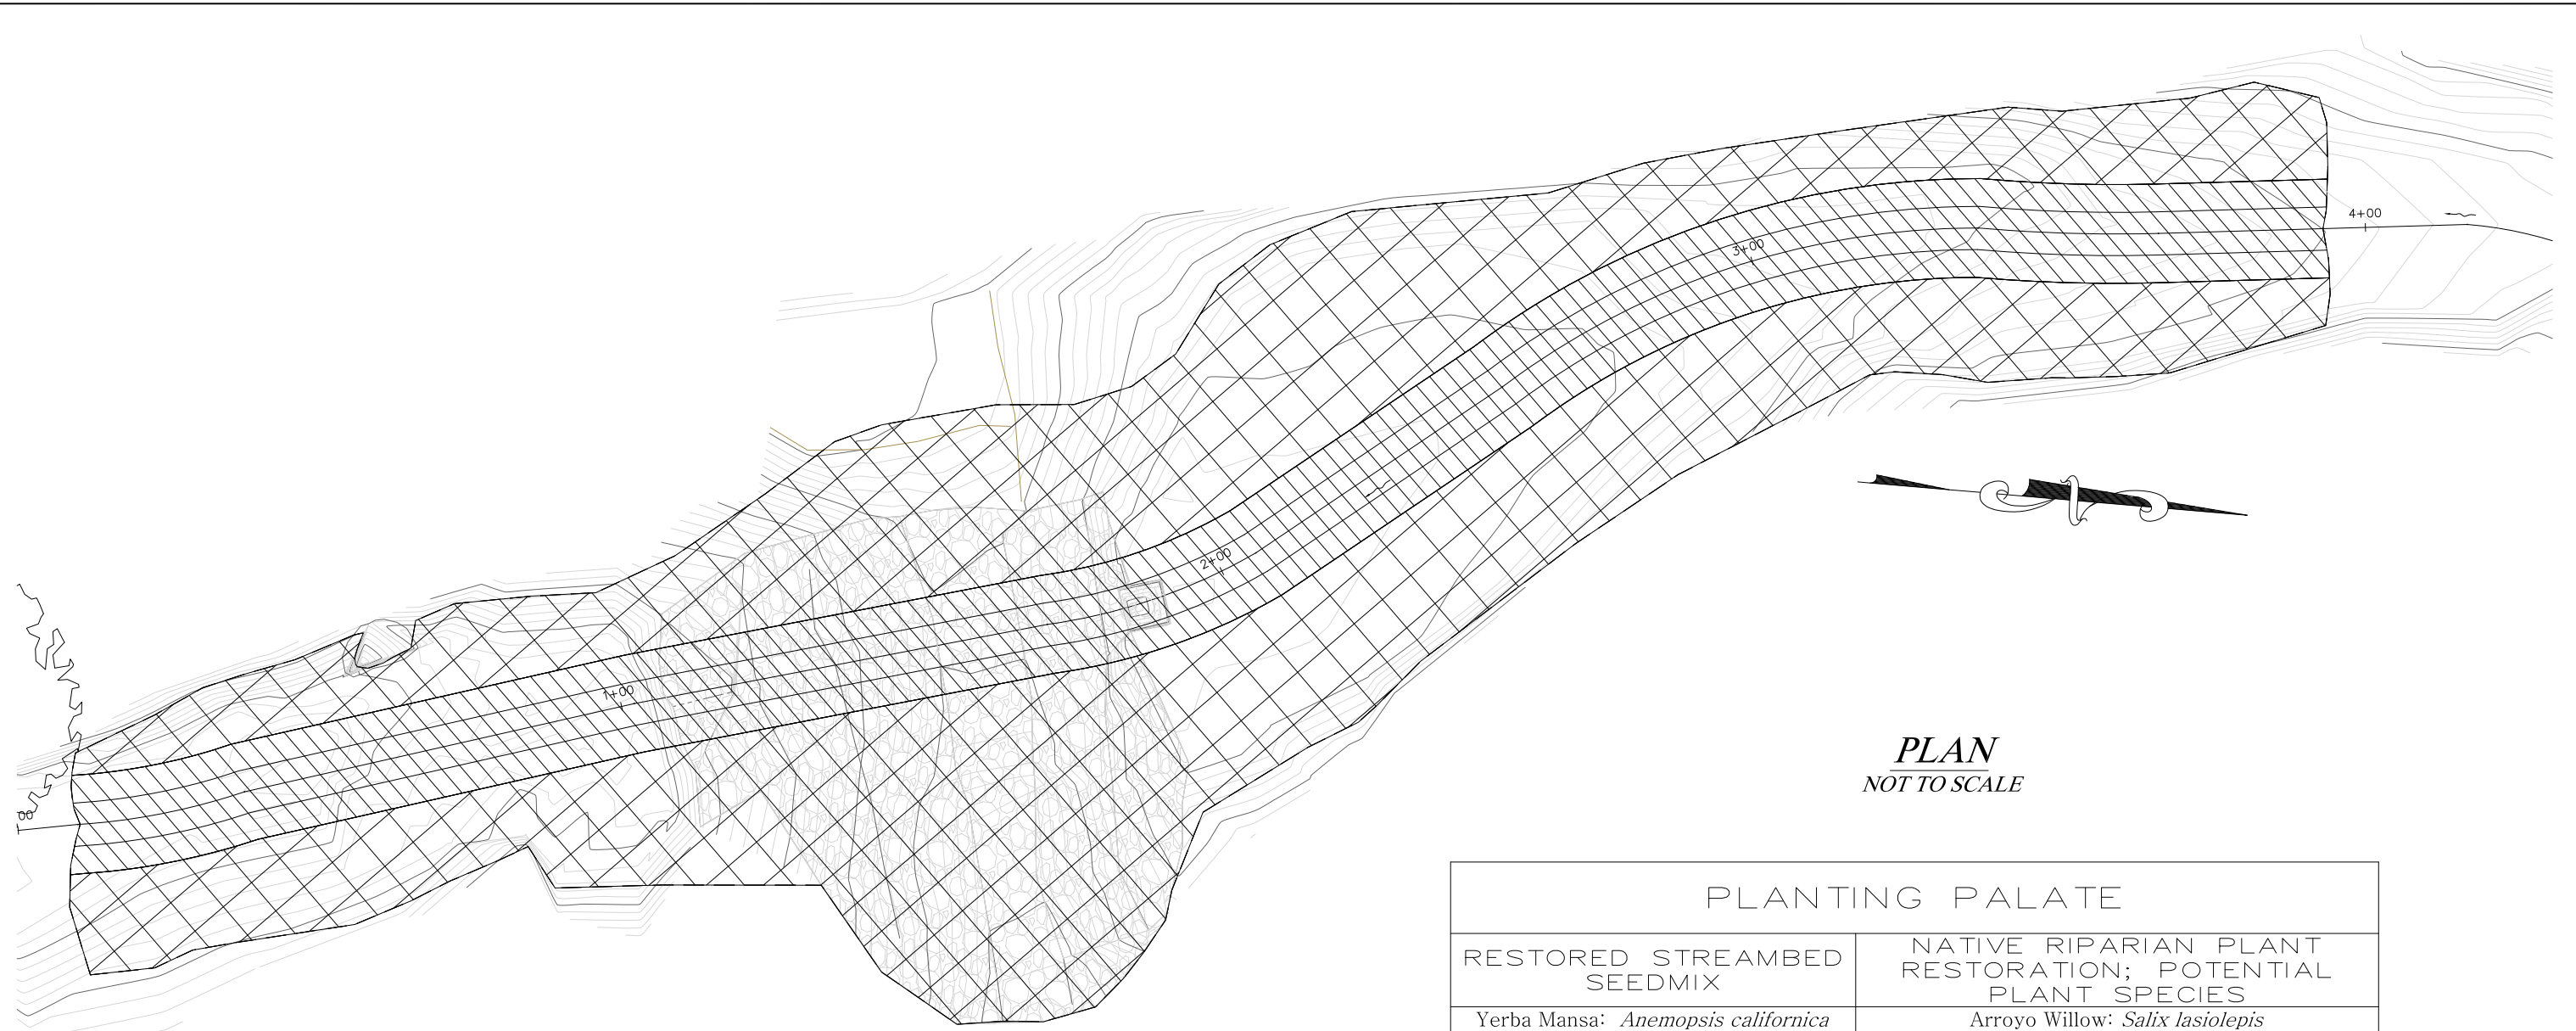 4+00
3+00
2+00
1+00
00
PLAN
NOT TO SCALE
PLANTING PALATE
RESTORED STREAMBED
SEEDMIX
NATIVE RIPARIAN PLANT
RESTORATION; POTENTIAL
PLANT SPECIES
Yerba Mansa: Anemopsis californica
Arroyo Willow: Salix lasiolepis